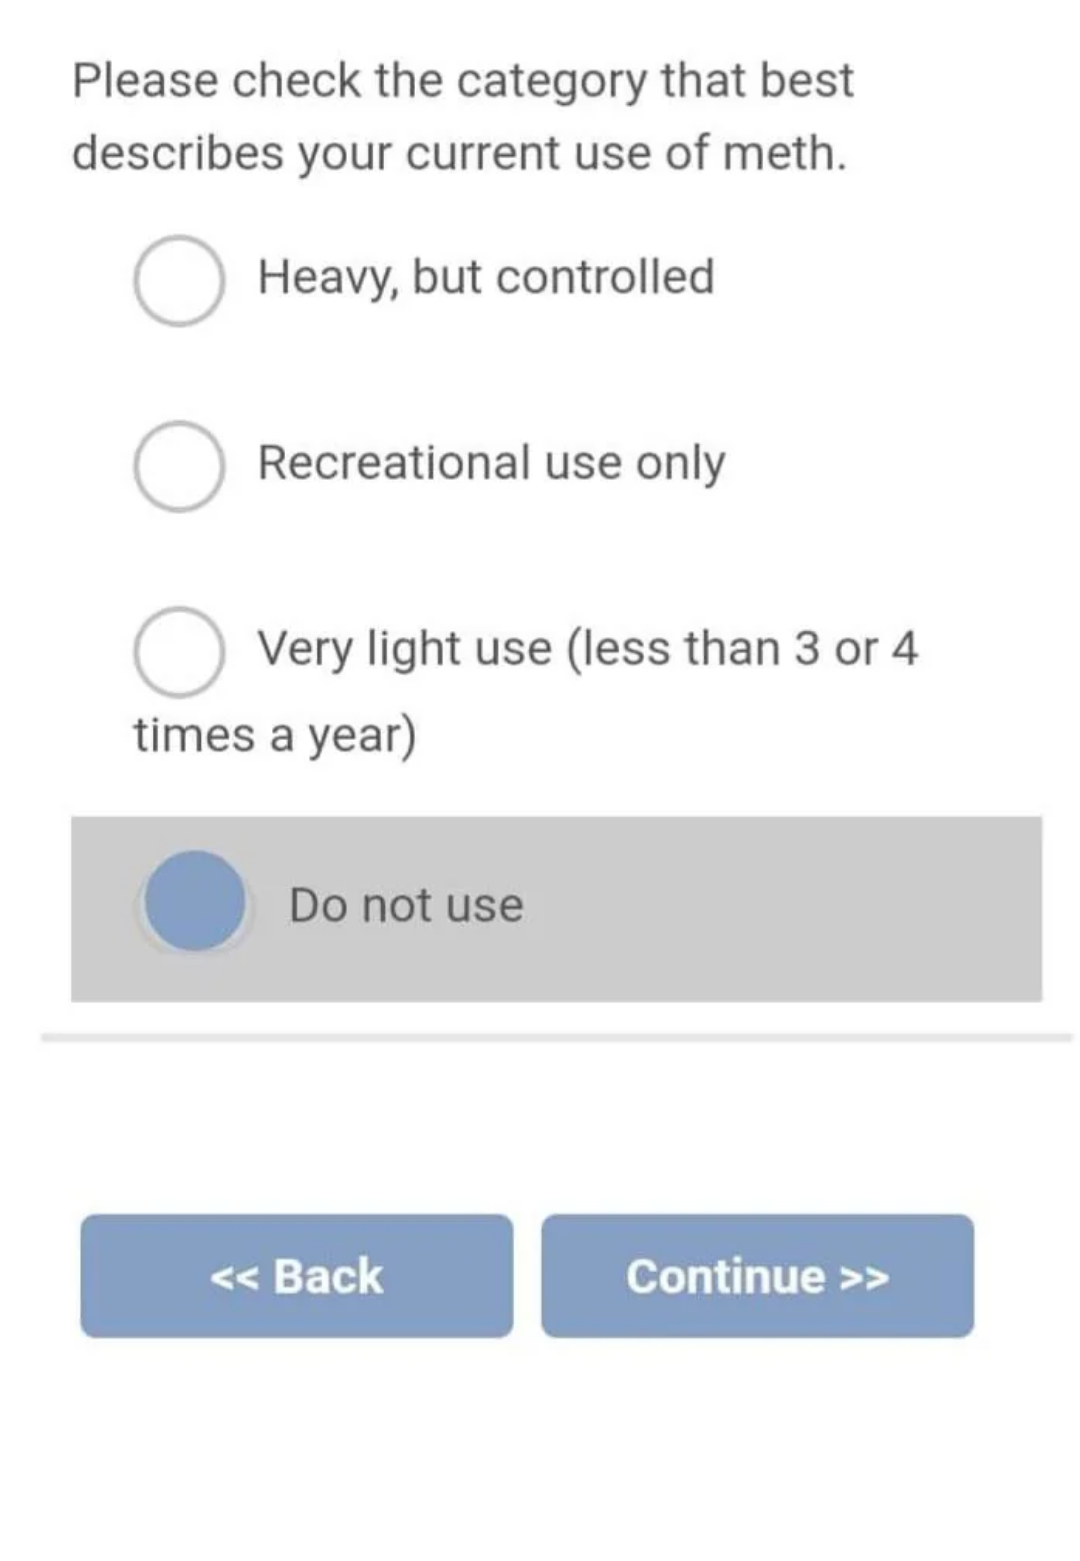 Please check the category that best
describes your current use of meth.
Heavy, but controlled
Recreational use only
Very light use (less than 3 or 4
times a year)
Do not use
<< Back
Continue >>